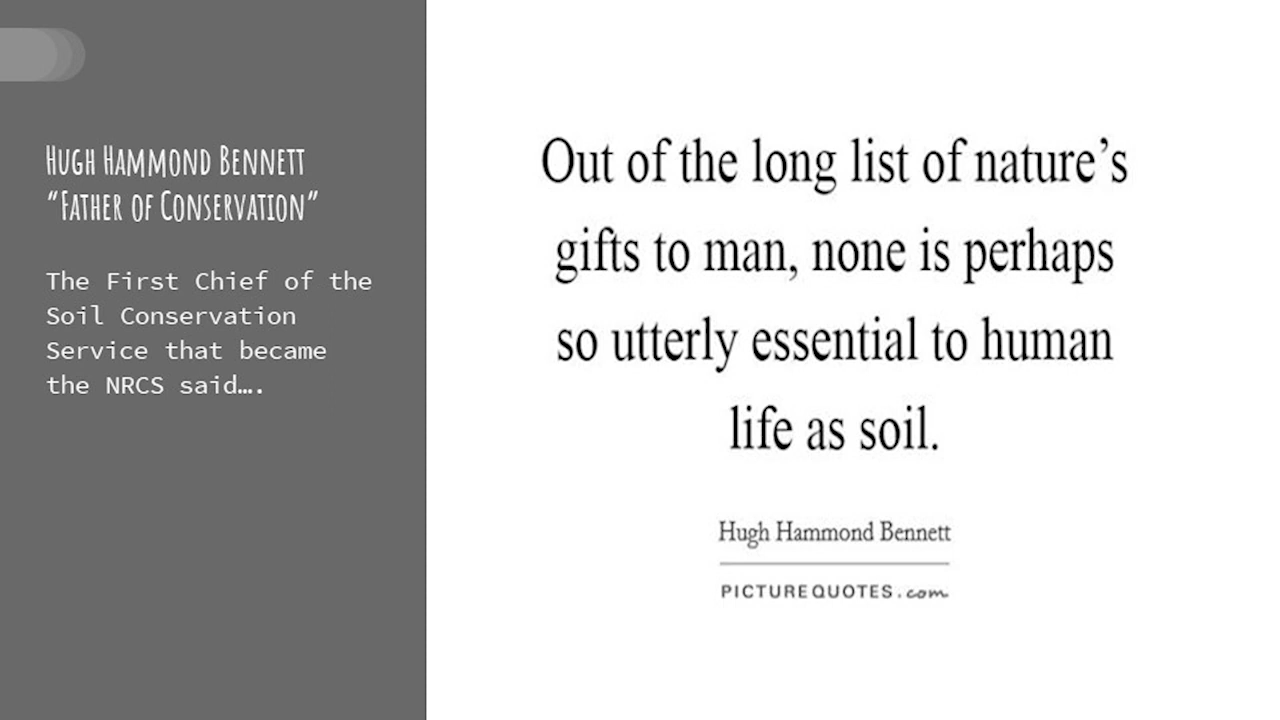 Hugh Hammond Bennett
“Father of Conservation”
The First Chief of the
Soil Conservation
Service that became
the NRCS said….
Out of the long list of nature’s
gifts to man, none is perhaps
so utterly essential to human
life as soil.
Hugh Hammond Bennett
PICTUREQUOTES.com